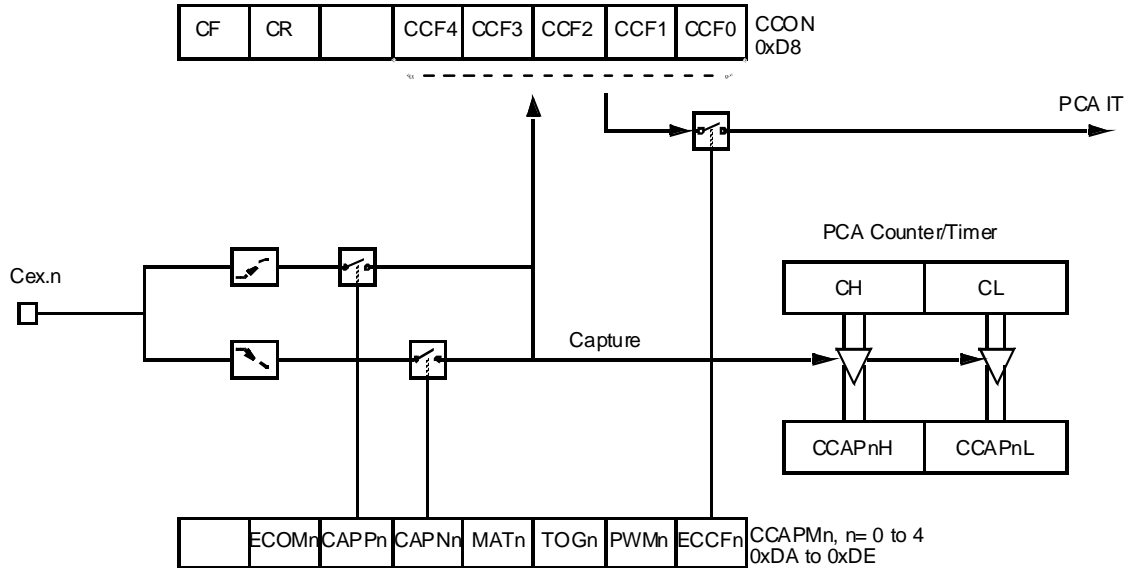 CF CR CCF4 CCF3 CCF2 CCF1 CCF0 CCON
0xD8
PCA IT
PCA Counter/Timer
Cex.n
CH CL
Capture
CCAPnH CCAPnL
ECOMn CAPPn CAPNn MATn TOGn PWMn ECCFn CCAPMn, n= 0 to 4
0xDA to 0xDE